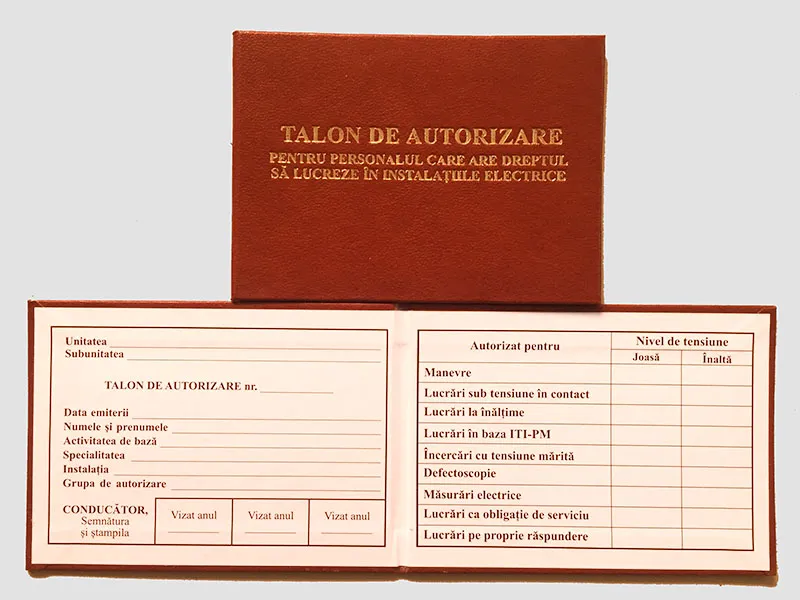 TALON DE AUTORIZARE
PENTRU PERSONALUL CARE ARE DREPTUL
SĂ LUCREZE ÎN INSTALAȚIILE ELECTRICE
Unitatea
Subunitatea
TALON DE AUTORIZARE nr.
Data emiterii
Numele și prenumele
Activitatea de bază
Specialitatea
Instalația
Grupa de autorizare
CONDUCĂTOR,
Semnătura
și ștampila
Vizat anul
Vizat anul
Vizat anul
Autorizat pentru
Nivel de tensiune
Joasă
Înaltă
Manevre
Lucrări sub tensiune în contact
Lucrări la înălțime
Lucrări în baza ITI-PM
Încercări cu tensiune mărită
Defectoscopie
Măsurări electrice
Lucrări ca obligație de serviciu
Lucrări pe proprie răspundere